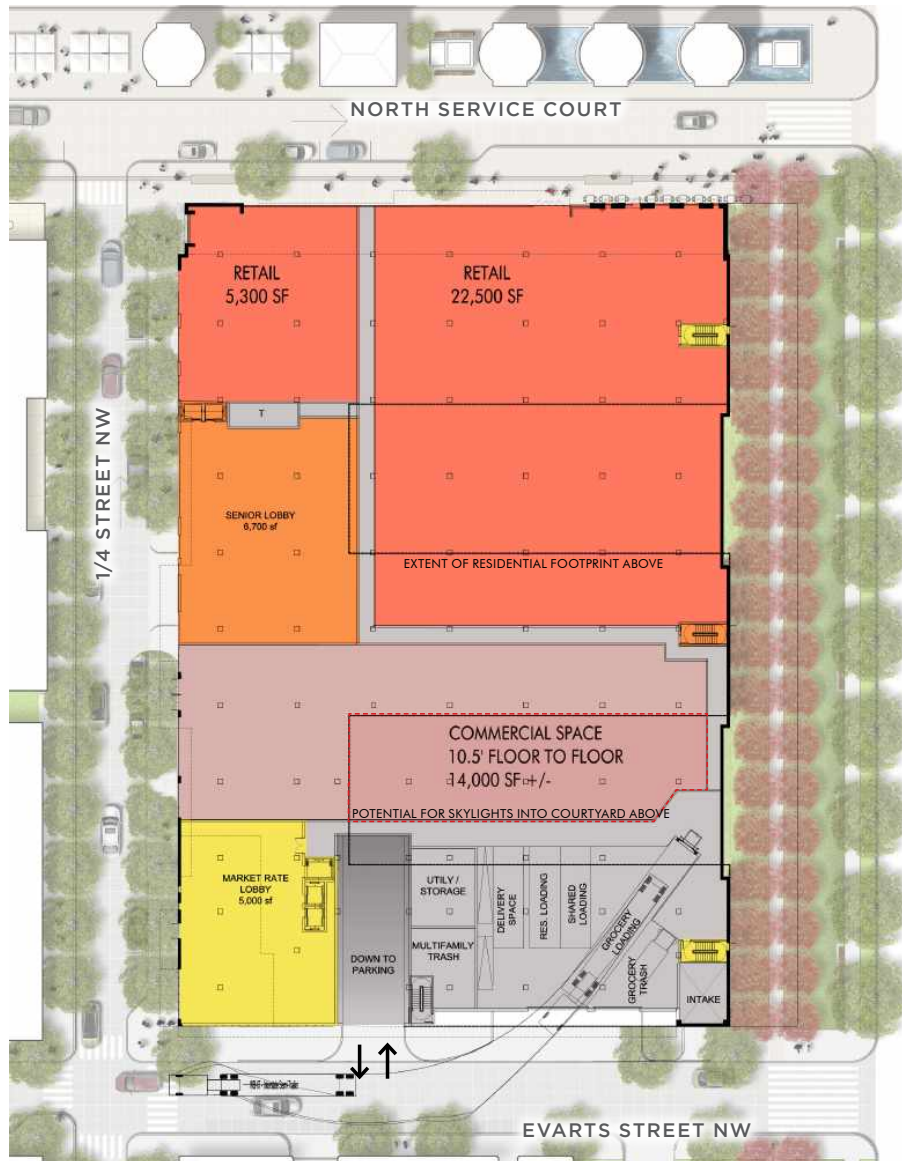 NORTH SERVICE COURT
RETAIL
5,300 SF
RETAIL
22,500 SF
T
1/4 STREET NW
SENIOR LOBBY
6,700 sf
EXTENT OF RESIDENTIAL FOOTPRINT ABOVE
COMMERCIAL SPACE
10.5' FLOOR TO FLOOR
14,000 SF +/-
POTENTIAL FOR SKYLIGHTS INTO COURTYARD ABOVE
MARKET RATE
LOBBY
5,000 sf
UTILY /
STORAGE
DELIVERY
SPACE
RES. LOADING
SHARED
LOADING
GROCERY
LOADING
MULTIFAMILY
TRASH
DOWN TO
PARKING
GROCERY
TRASH
INTAKE
EVARTS STREET NW